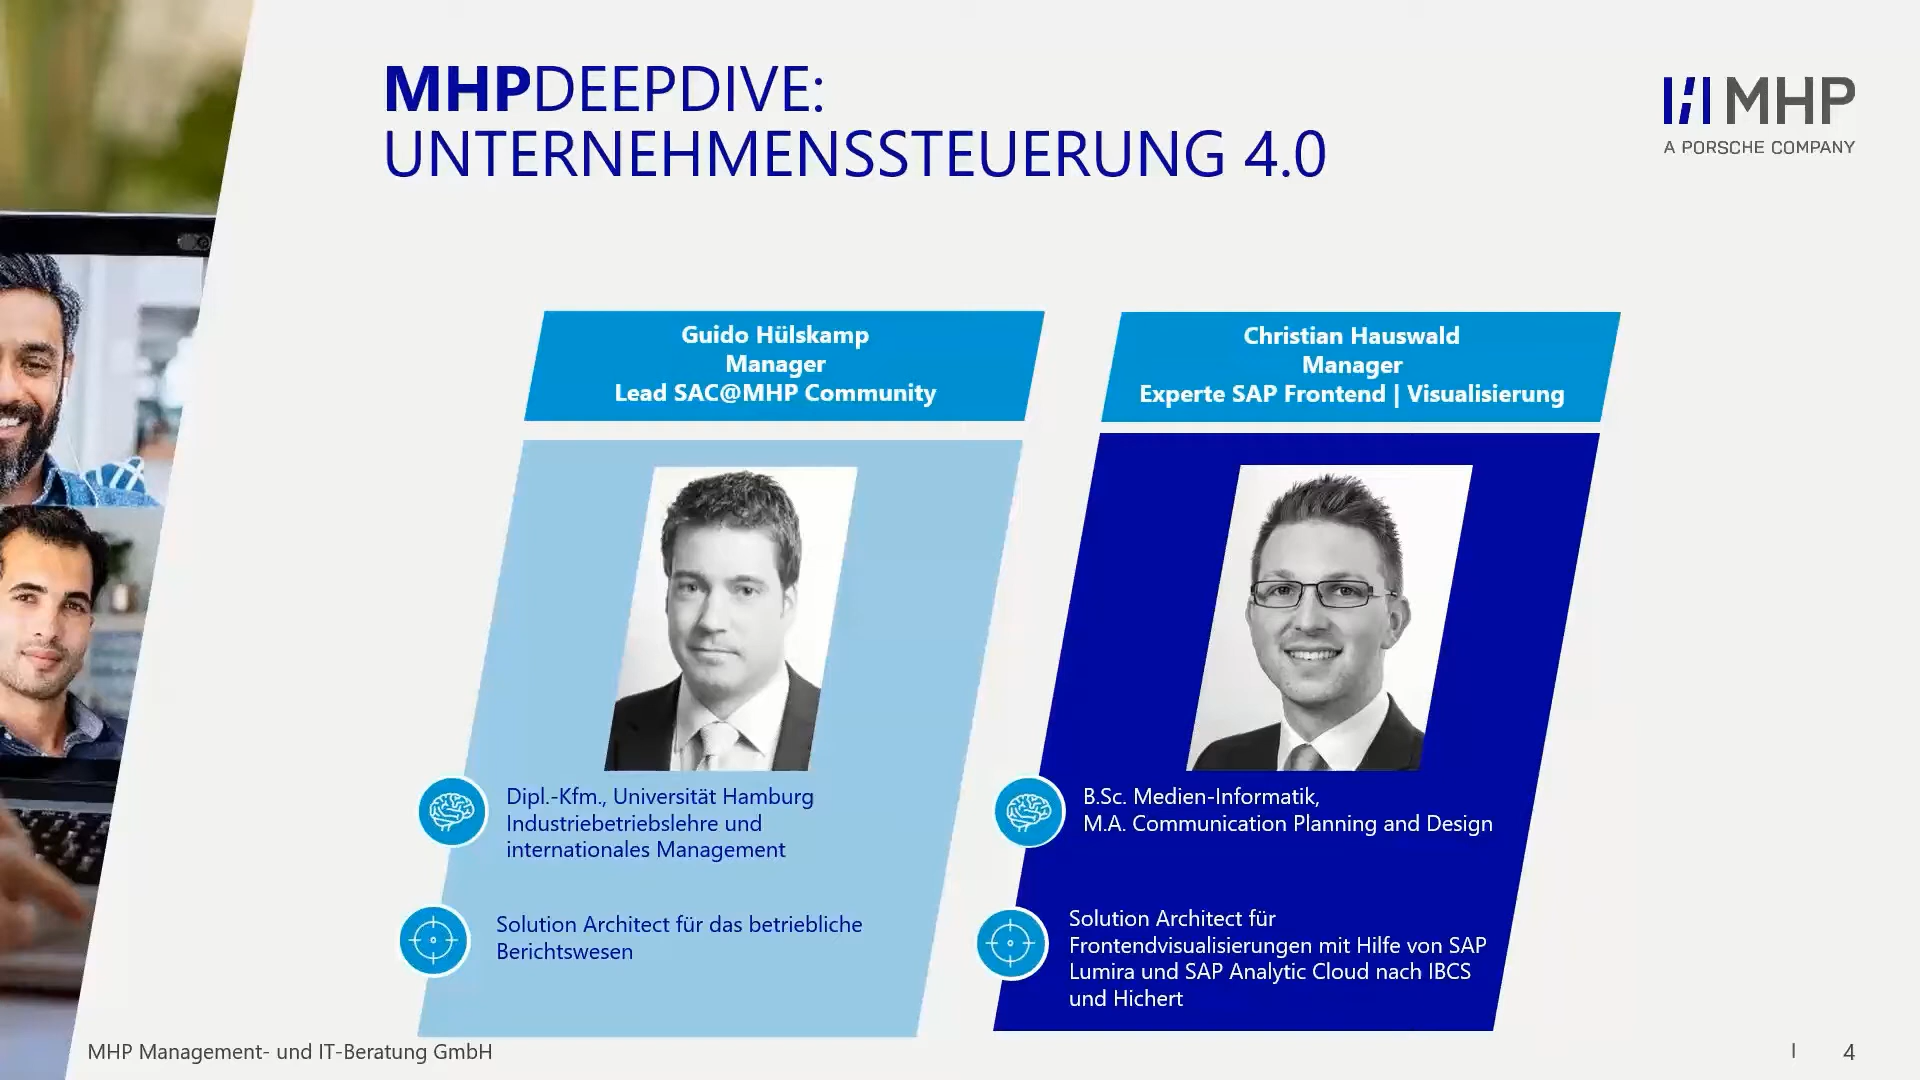 MHPDEEPDIVE:
UNTERNEHMENSSTEUERUNG 4.0
MHP
A PORSCHE COMPANY
Guido Hülskamp
Manager
Lead SAC@MHP Community
Dipl.-Kfm., Universität Hamburg
Industriebetriebslehre und
internationales Management
Solution Architect für das betriebliche
Berichtswesen
Christian Hauswald
Manager
Experte SAP Frontend | Visualisierung
B.Sc. Medien-Informatik,
M.A. Communication Planning and Design
Solution Architect für
Frontendvisualisierungen mit Hilfe von SAP
Lumira und SAP Analytic Cloud nach IBCS
und Hichert
MHP Management- und IT-Beratung GmbH
| 4